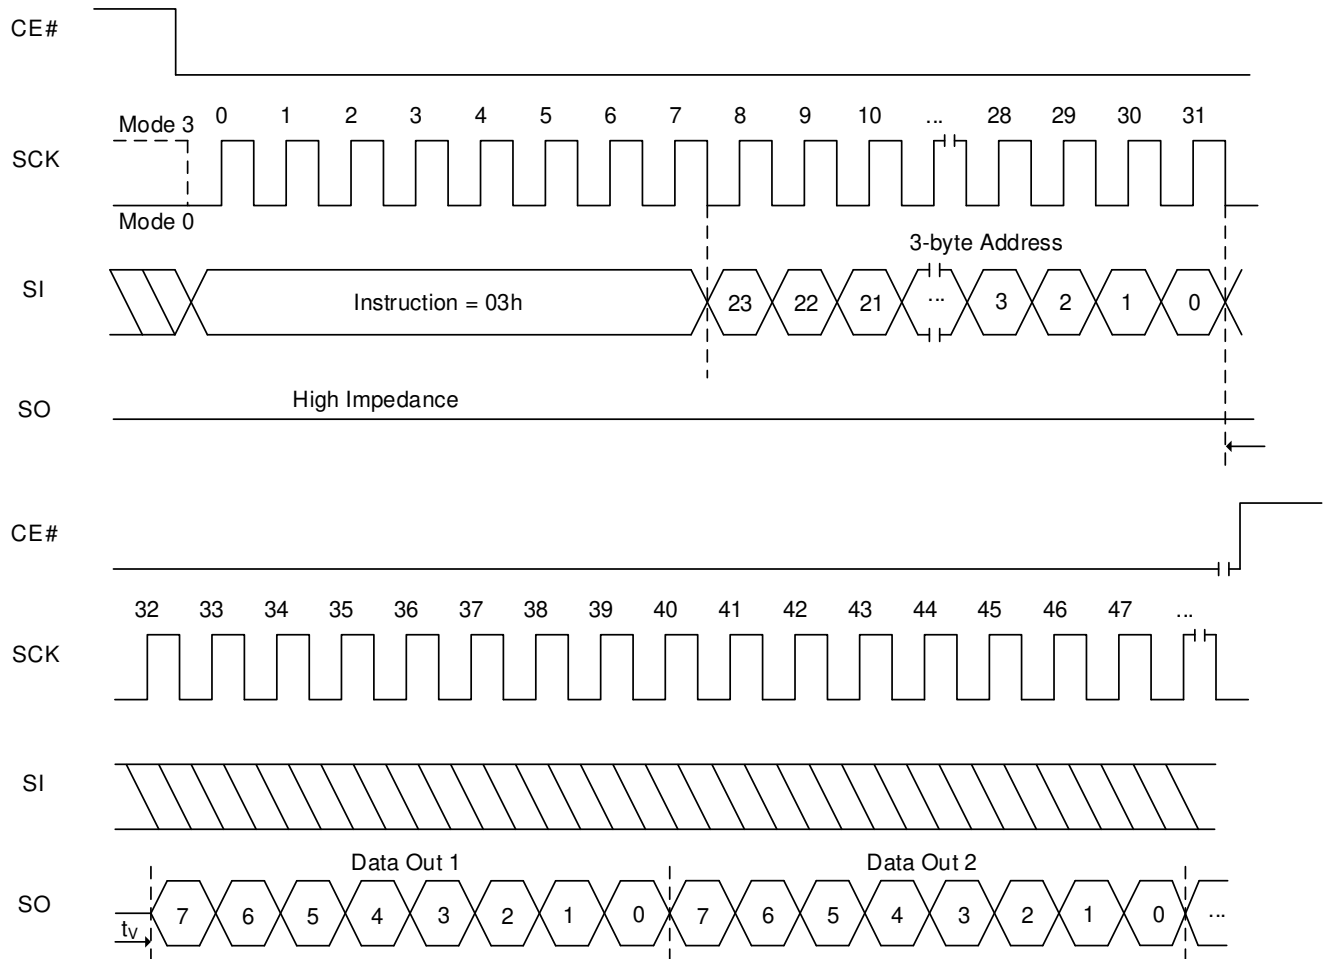 CE#
0 1 2 3 4 5 6 7 8 9 10 ... 28 29 30 31
Mode 3
SCK
Mode 0
3-byte Address
SI
Instruction = 03h 23 22 21 ... 3 2 1 0
High Impedance
SO
CE#
32 33 34 35 36 37 38 39 40 41 42 43 44 45 46 47 ...
SCK
SI
Data Out 1 Data Out 2
SO
7 6 5 4 3 2 1 0 7 6 5 4 3 2 1 0 ...
tV